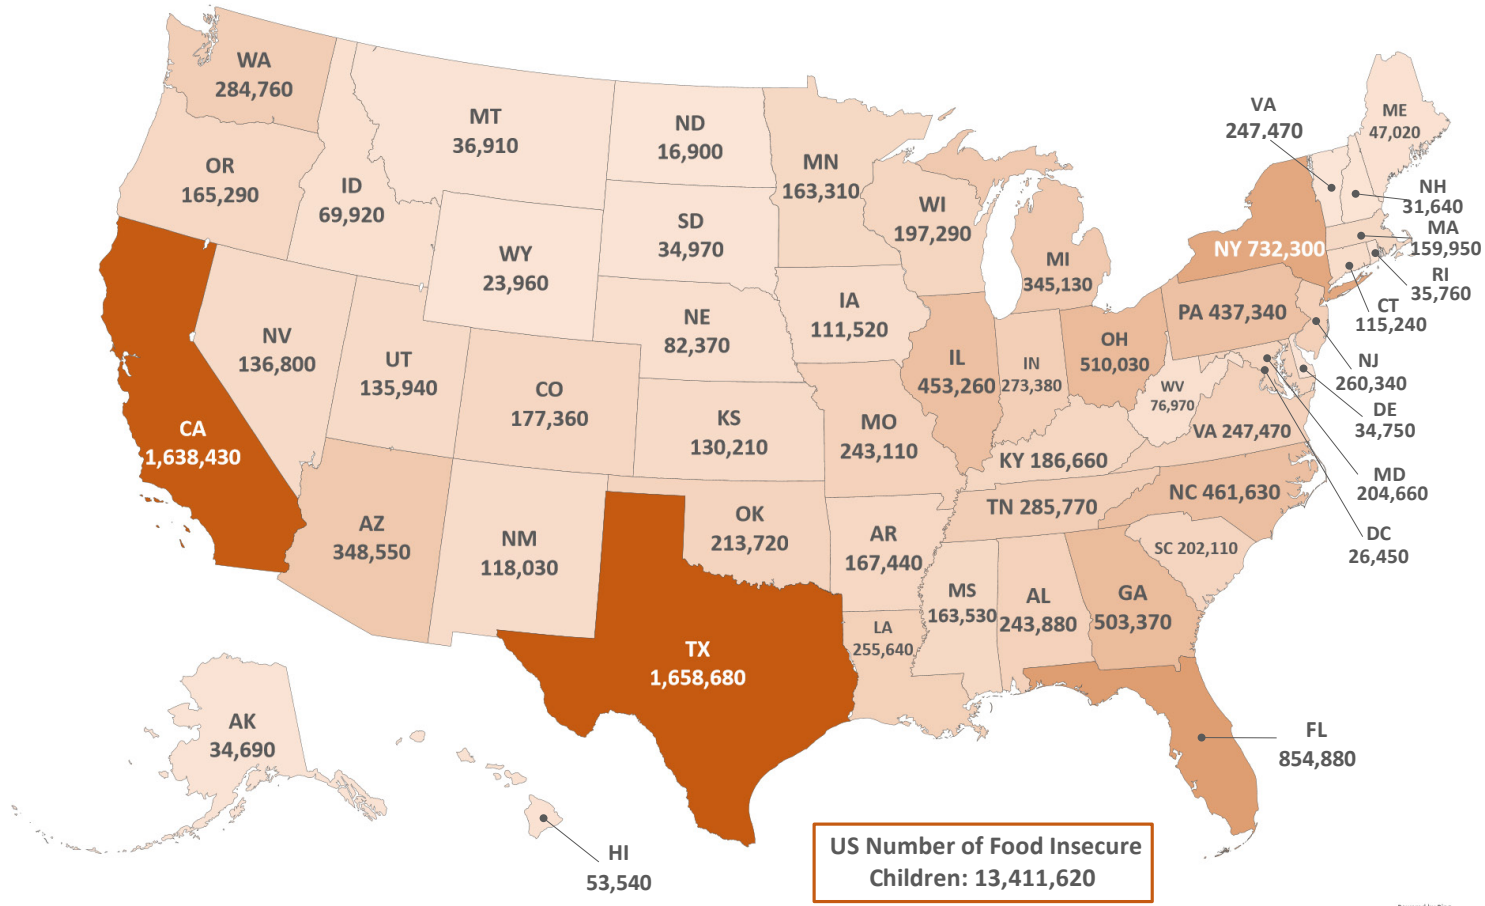 WA
284,760
OR
165,290
CA
1,638,430
ID
69,920
NV
136,800
MT
36,910
WY
23,960
UT
135,940
AZ
348,550
CO
177,360
NM
118,030
ND
16,900
SD
34,970
NE
82,370
KS
130,210
OK
213,720
TX
1,658,680
MN
163,310
IA
111,520
MO
243,110
AR
167,440
LA
255,640
WI
197,290
IL
453,260
MI
345,130
IN
273,380
OH
510,030
KY 186,660
TN 285,770
MS
163,530
AL
243,880
GA
503,370
FL
854,880
SC 202,110
NC 461,630
VA 247,470
WV
76,970
PA 437,340
NY 732,300
VA
247,470
ME
47,020
NH
31,640
MA
159,950
RI
35,760
CT
115,240
NJ
260,340
DE
34,750
MD
204,660
DC
26,450
AK
34,690
HI
53,540
US Number of Food Insecure
Children: 13,411,620